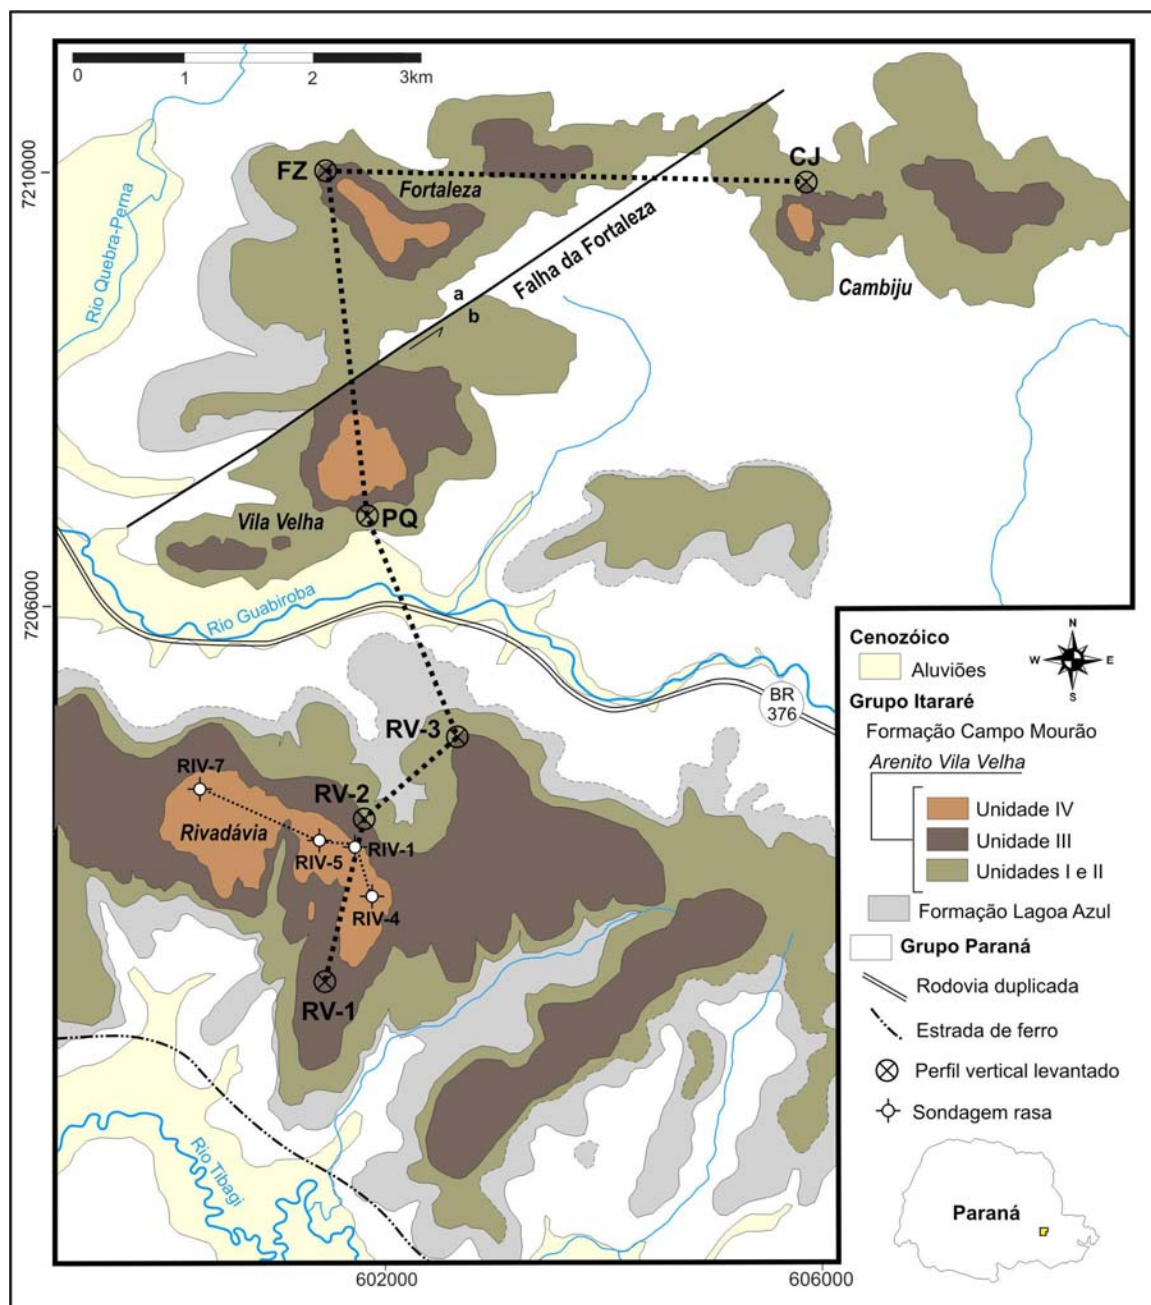 0 1 2 3km
7210000
7206000
Rio Quebra-Perna
FZ
Fortaleza
CJ
Falha da Fortaleza
a
b
Cambiju
Vila Velha
PQ
Rio Guabiroba
BR
376
RV-3
RIV-7
RV-2
Rivadávia
RIV-5
RIV-1
RIV-4
RV-1
Rio Tibagi
602000
606000
Cenozóico
Aluviões
N
W
E
S
Grupo Itararé
Formação Campo Mourão
Arenito Vila Velha
Unidade IV
Unidade III
Unidades I e II
Formação Lagoa Azul
Grupo Paraná
Rodovia duplicada
Estrada de ferro
Perfil vertical levantado
Sondagem rasa
Paraná